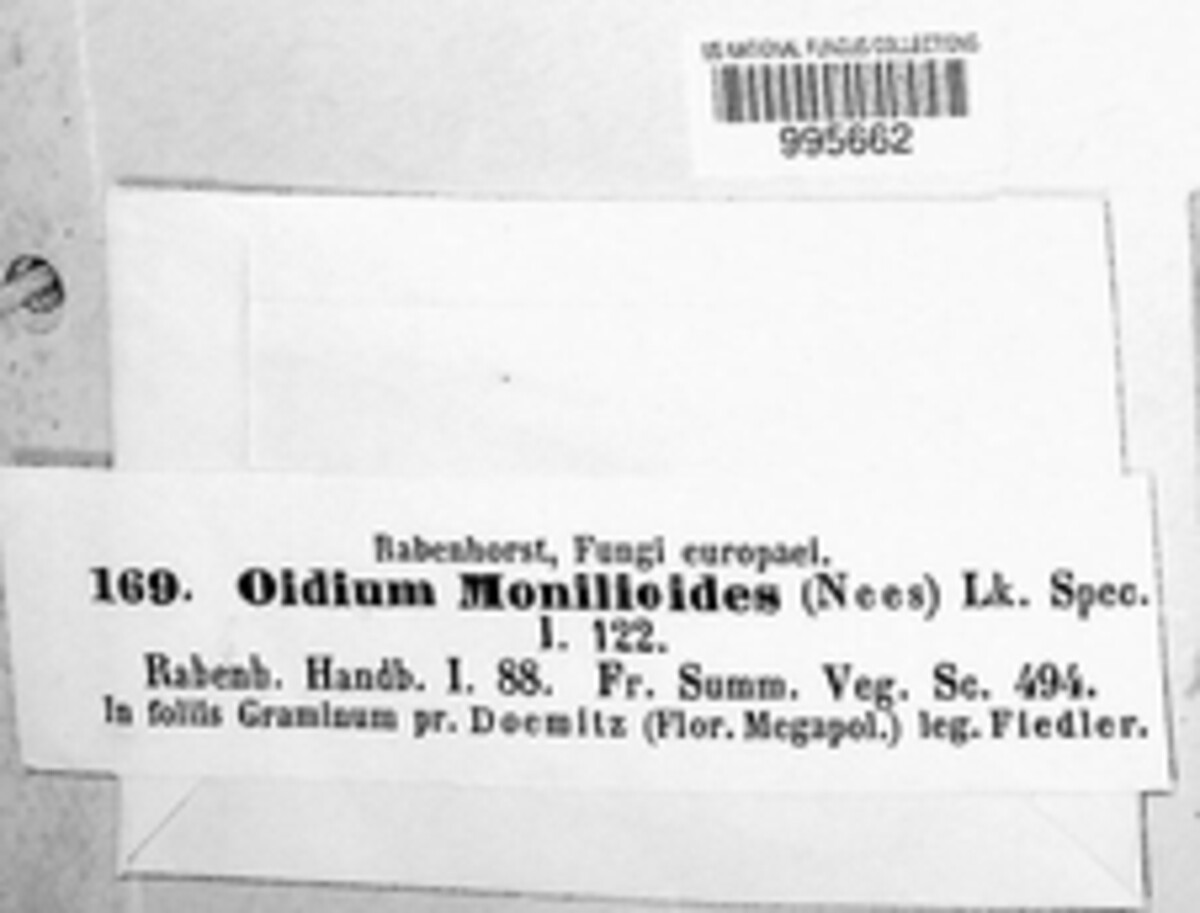 US NATIONAL FUNGUS COLLECTIONS
995662
Rabenhorst, Fungi europaei.
169. Oidium Monilioides (Nees) Lk. Spec.
I. 122.
Rabenh. Handb. I. 88. Fr. Summ. Veg. Sc. 494.
In foliis Graminum pr. Doemitz (Flor. Megapol.) leg. Fiedler.